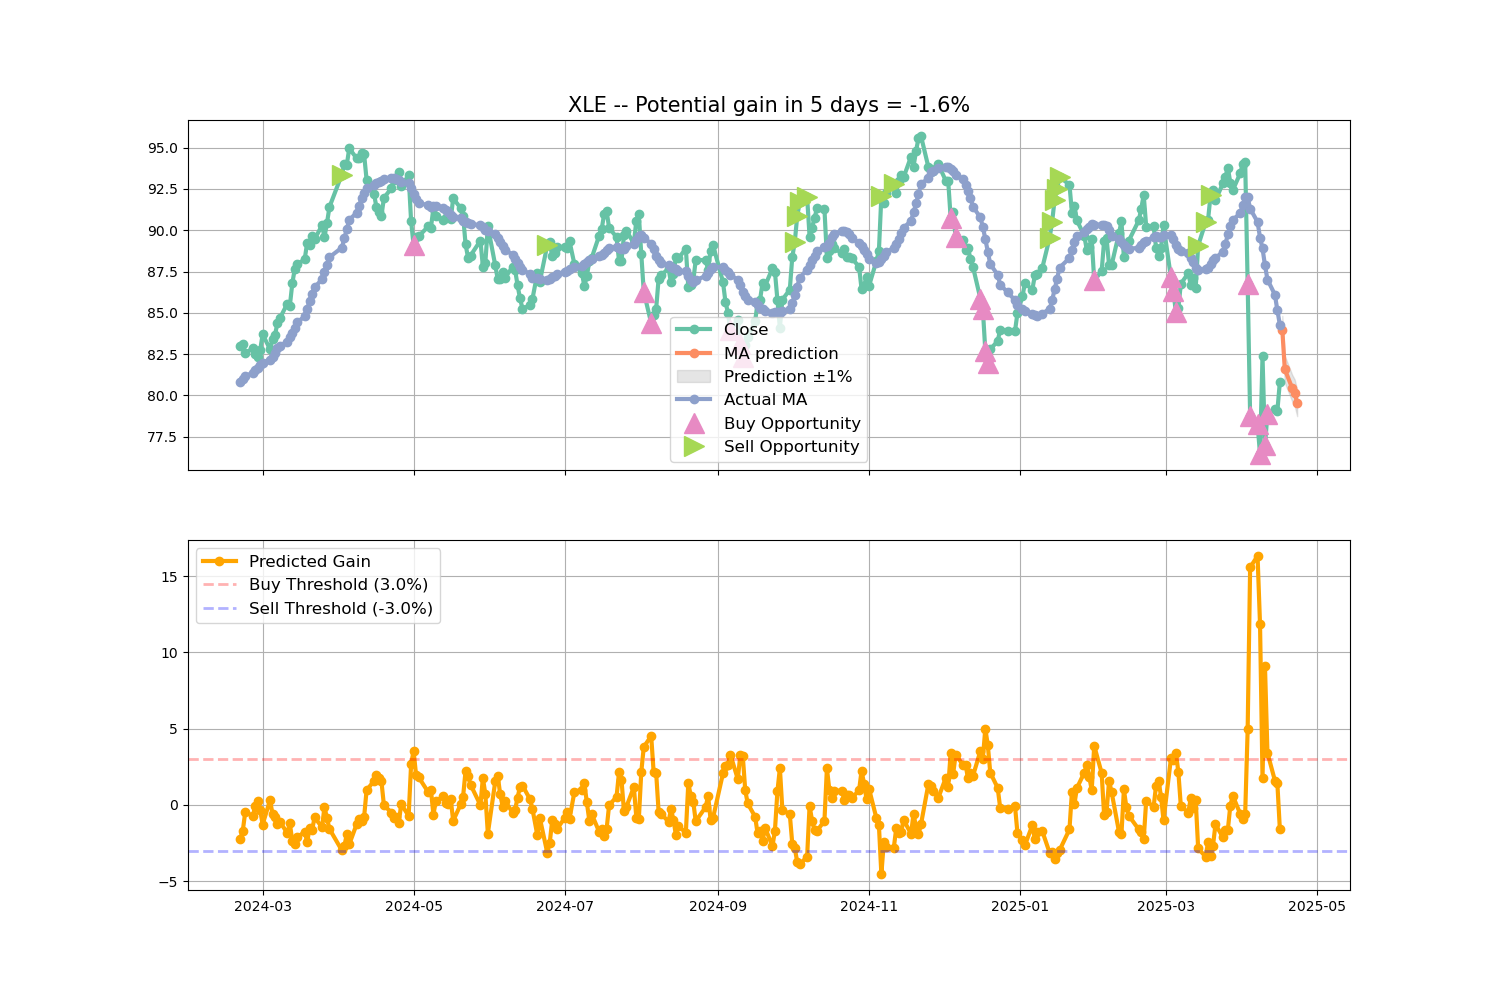 XLE -- Potential gain in 5 days = -1.6%
95.0
92.5
90.0
87.5
85.0
82.5
80.0
77.5
Close
MA prediction
Prediction ±1%
Actual MA
Buy Opportunity
Sell Opportunity
Predicted Gain
Buy Threshold (3.0%)
Sell Threshold (-3.0%)
15
10
5
0
−5
2024-03 2024-05 2024-07 2024-09 2024-11 2025-01 2025-03 2025-05